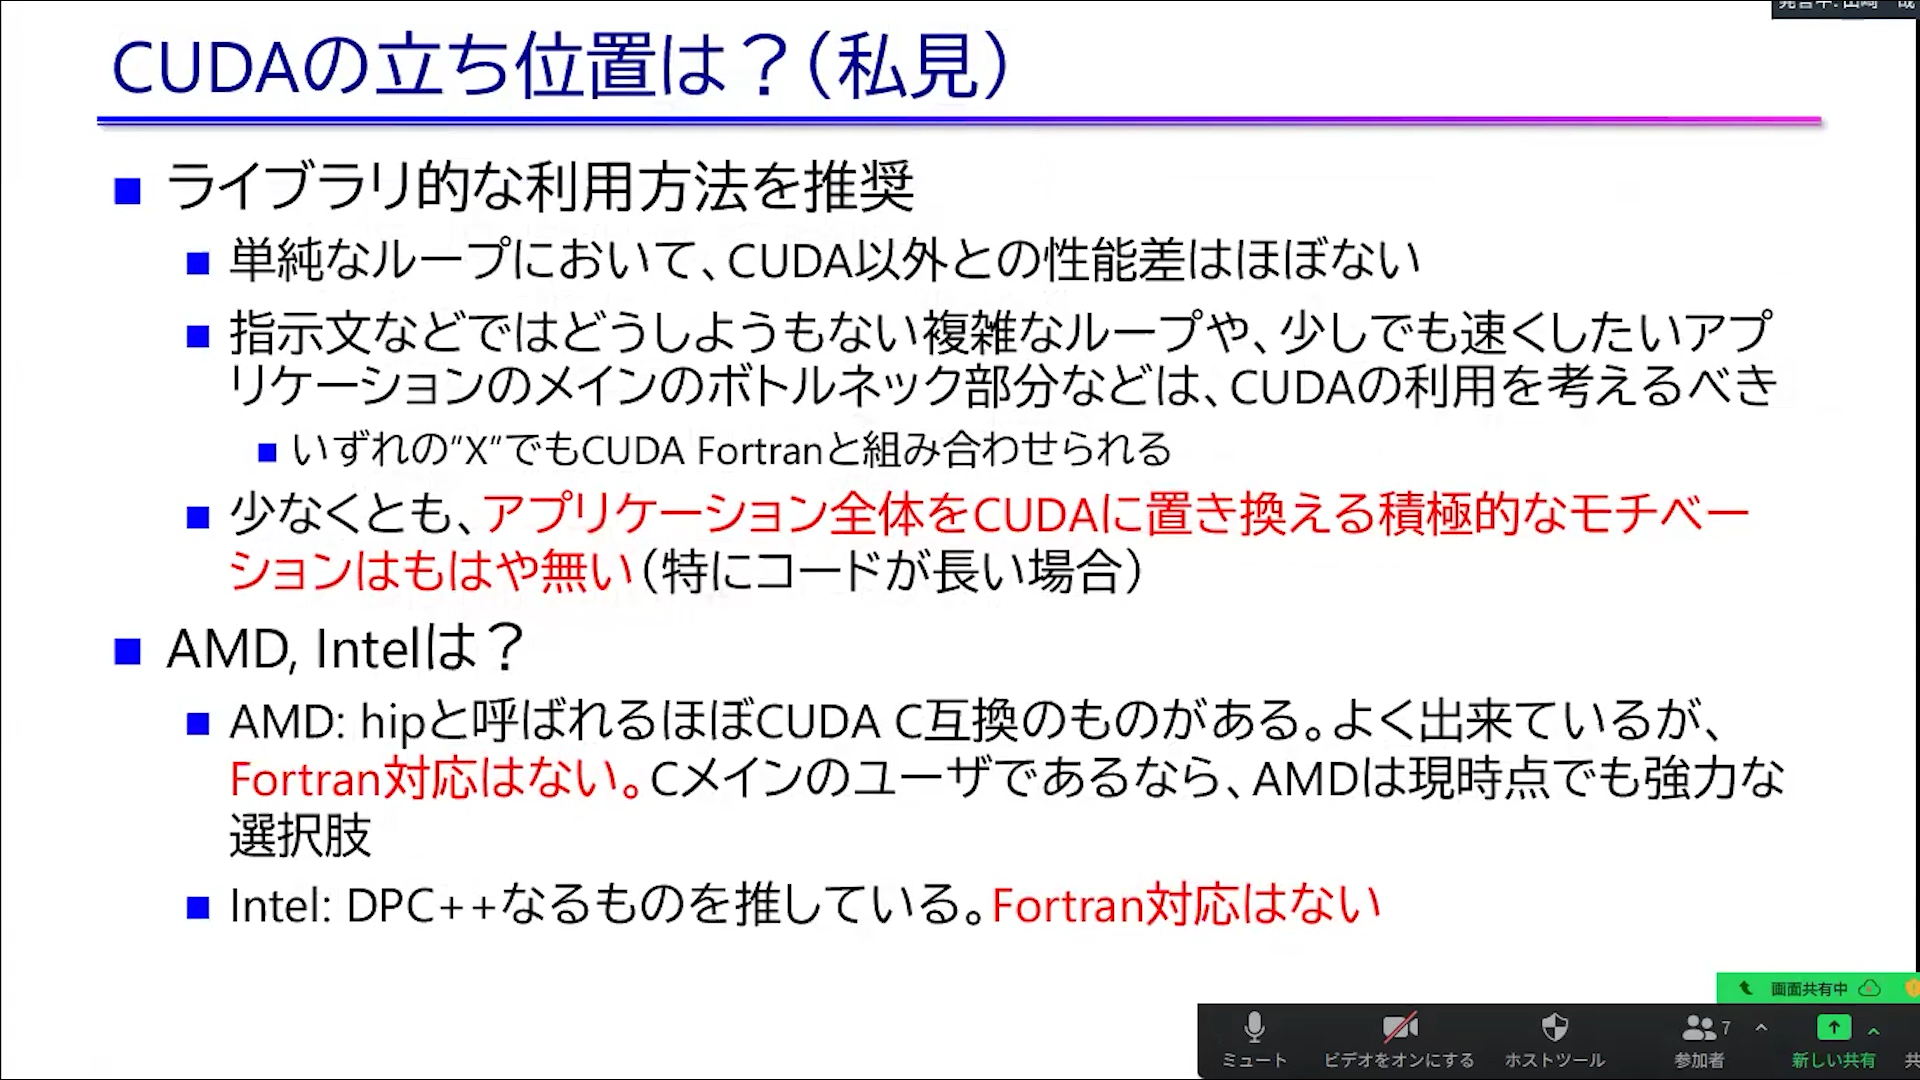 CUDAの立ち位置は？（私見）
ライブラリ的な利用方法を推奨
単純なループにおいて、CUDA以外との性能差はほぼない
指示文などではどうしようもない複雑なループや、少しでも速くしたいアプ
リケーションのメインのボトルネック部分などは、CUDAの利用を考えるべき
いずれの“X”でもCUDA Fortranと組み合わせられる
少なくとも、アプリケーション全体をCUDAに置き換える積極的なモチベー
ションはもはや無い（特にコードが長い場合）
AMD, Intelは？
AMD: hipと呼ばれるほぼCUDA C互換のものがある。よく出来ているが、
Fortran対応はない。Cメインのユーザであるなら、AMDは現時点でも強力な
選択肢
Intel: DPC++なるものを推している。Fortran対応はない
画面共有中
7
ミュート ビデオをオンにする ホストツール 参加者 新しい共有 共